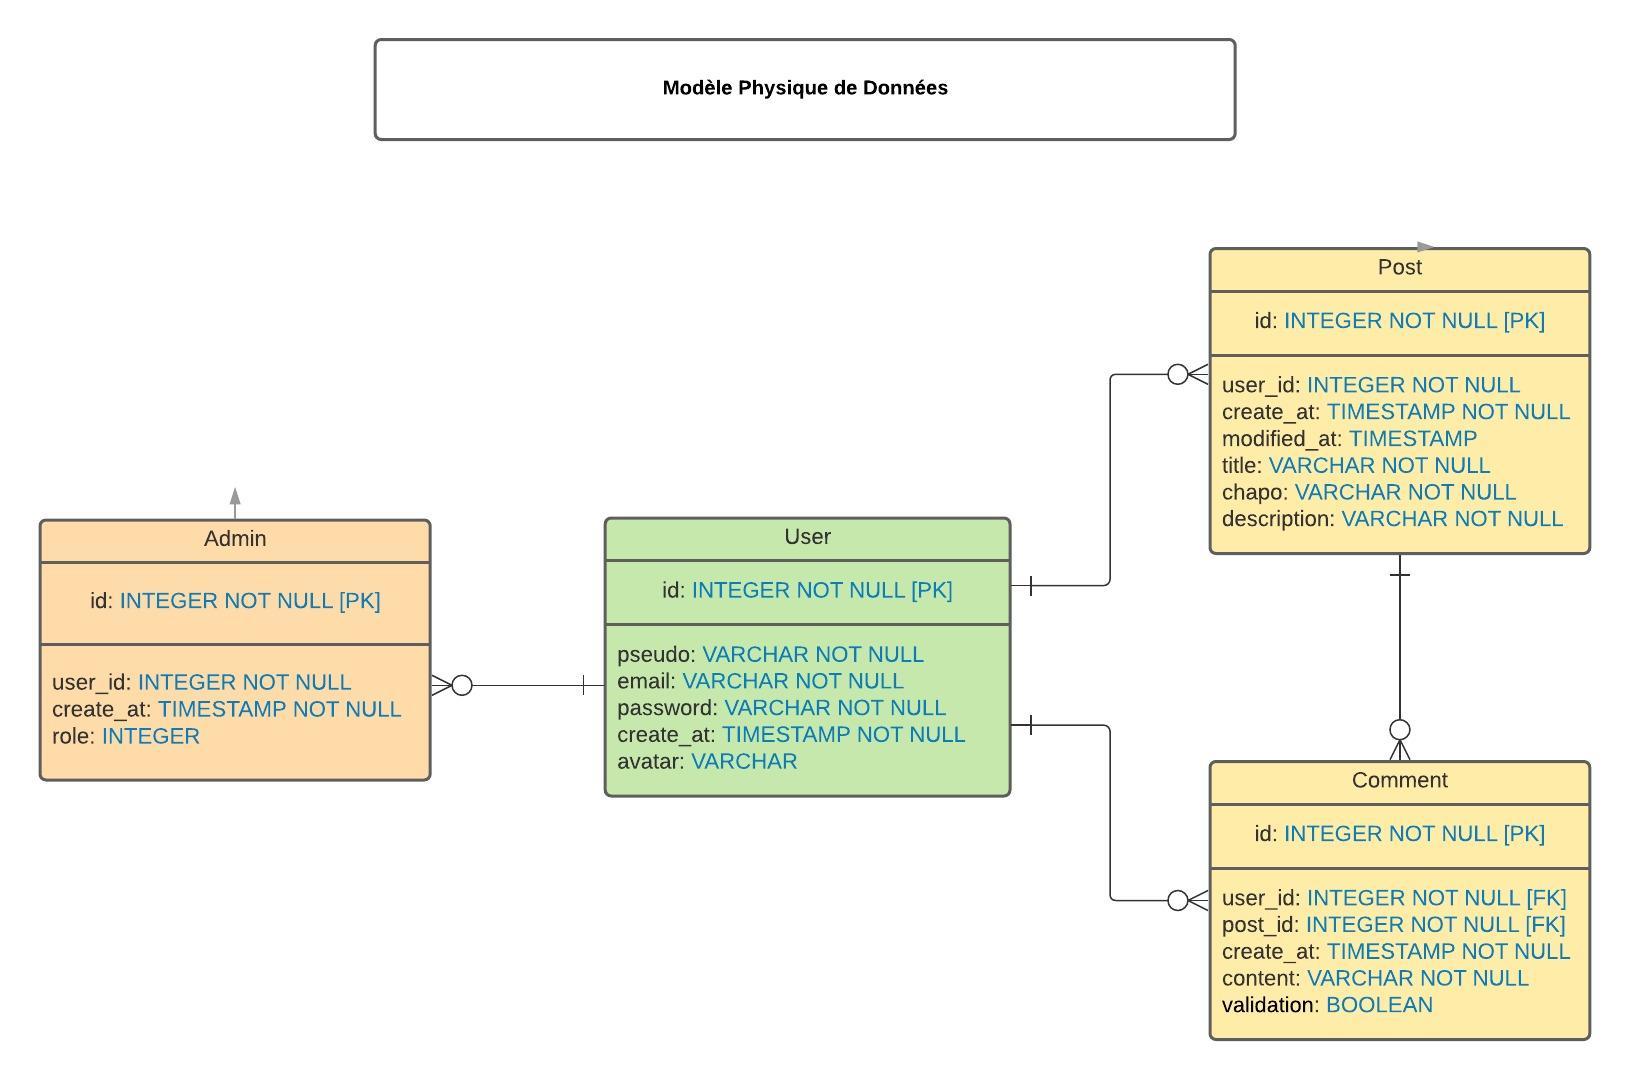 Modèle Physique de Données
Post
id: INTEGER NOT NULL [PK]
user_id: INTEGER NOT NULL
create_at: TIMESTAMP NOT NULL
modified_at: TIMESTAMP
title: VARCHAR NOT NULL
chapo: VARCHAR NOT NULL
description: VARCHAR NOT NULL
Admin
id: INTEGER NOT NULL [PK]
user_id: INTEGER NOT NULL
create_at: TIMESTAMP NOT NULL
role: INTEGER
User
id: INTEGER NOT NULL [PK]
pseudo: VARCHAR NOT NULL
email: VARCHAR NOT NULL
password: VARCHAR NOT NULL
create_at: TIMESTAMP NOT NULL
avatar: VARCHAR
Comment
id: INTEGER NOT NULL [PK]
user_id: INTEGER NOT NULL [FK]
post_id: INTEGER NOT NULL [FK]
create_at: TIMESTAMP NOT NULL
content: VARCHAR NOT NULL
validation: BOOLEAN